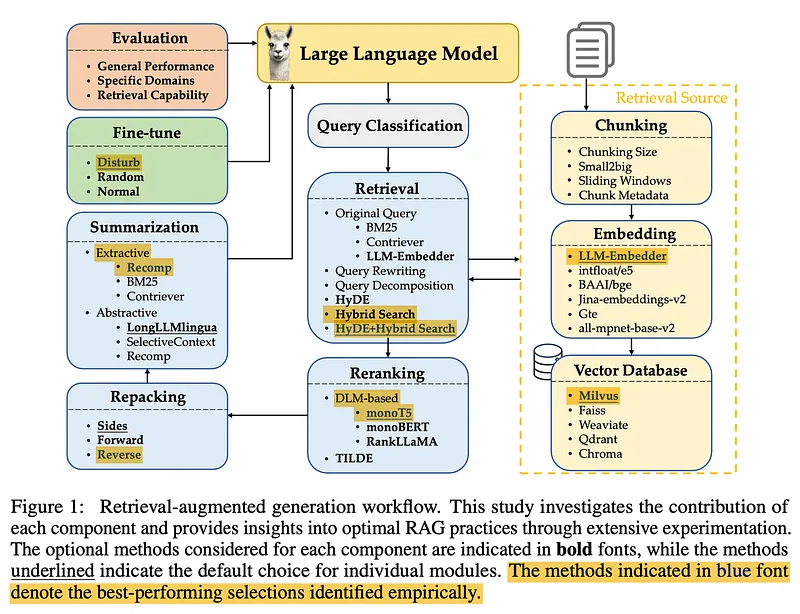 Evaluation
• General Performance
• Specific Domains
• Retrieval Capability
Large Language Model
Fine-tune
• Disturb
• Random
• Normal
Query Classification
Summarization
• Extractive
• Recomp
• BM25
• Contriever
• Abstractive
• LongLLMlingua
• SelectiveContext
• Recomp
Retrieval
• Original Query
• BM25
• Contriever
• LLM-Embedder
• Query Rewriting
• Query Decomposition
• HyDE
• Hybrid Search
• HyDE+Hybrid Search
Repacking
• Sides
• Forward
• Reverse
Reranking
• DLM-based
• monoT5
• monoBERT
• RankLLaMA
• TILDE
Retrieval Source
Chunking
• Chunking Size
• Small2big
• Sliding Windows
• Chunk Metadata
Embedding
• LLM-Embedder
• intfloat/e5
• BAAI/bge
• Jina-embeddings-v2
• Gte
• all-mpnet-base-v2
Vector Database
• Milvus
• Faiss
• Weaviate
• Qdrant
• Chroma
Figure 1: Retrieval-augmented generation workflow. This study investigates the contribution of
each component and provides insights into optimal RAG practices through extensive experimentation.
The optional methods considered for each component are indicated in bold fonts, while the methods
underlined indicate the default choice for individual modules. The methods indicated in blue font
denote the best-performing selections identified empirically.